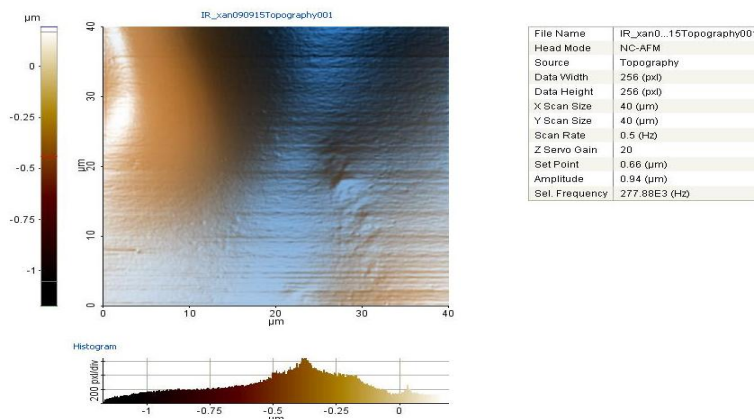 IR_xan090915Topography001
0
-0.25
-0.5
-0.75
-1
µm
40
30
20
10
0
µm
0 20 40
µm
File Name IR_xan0...15Topography001
Head Mode NC-AFM
Source Topography
Data Width 256 (pxl)
Data Height 256 (pxl)
X Scan Size 40 (µm)
Y Scan Size 40 (µm)
Scan Rate 0.5 (Hz)
Z Servo Gain 20
Set Point 0.66 (µm)
Amplitude 0.94 (µm)
Sel. Frequency 277.88E3 (Hz)
Histogram
200 pxl/div
-1 -0.75 -0.5 -0.25 0
µm